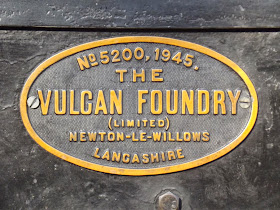 No 5200, 1945.
THE
VULCAN FOUNDRY
(LIMITED)
NEWTON-LE-WILLOWS
LANCASHIRE